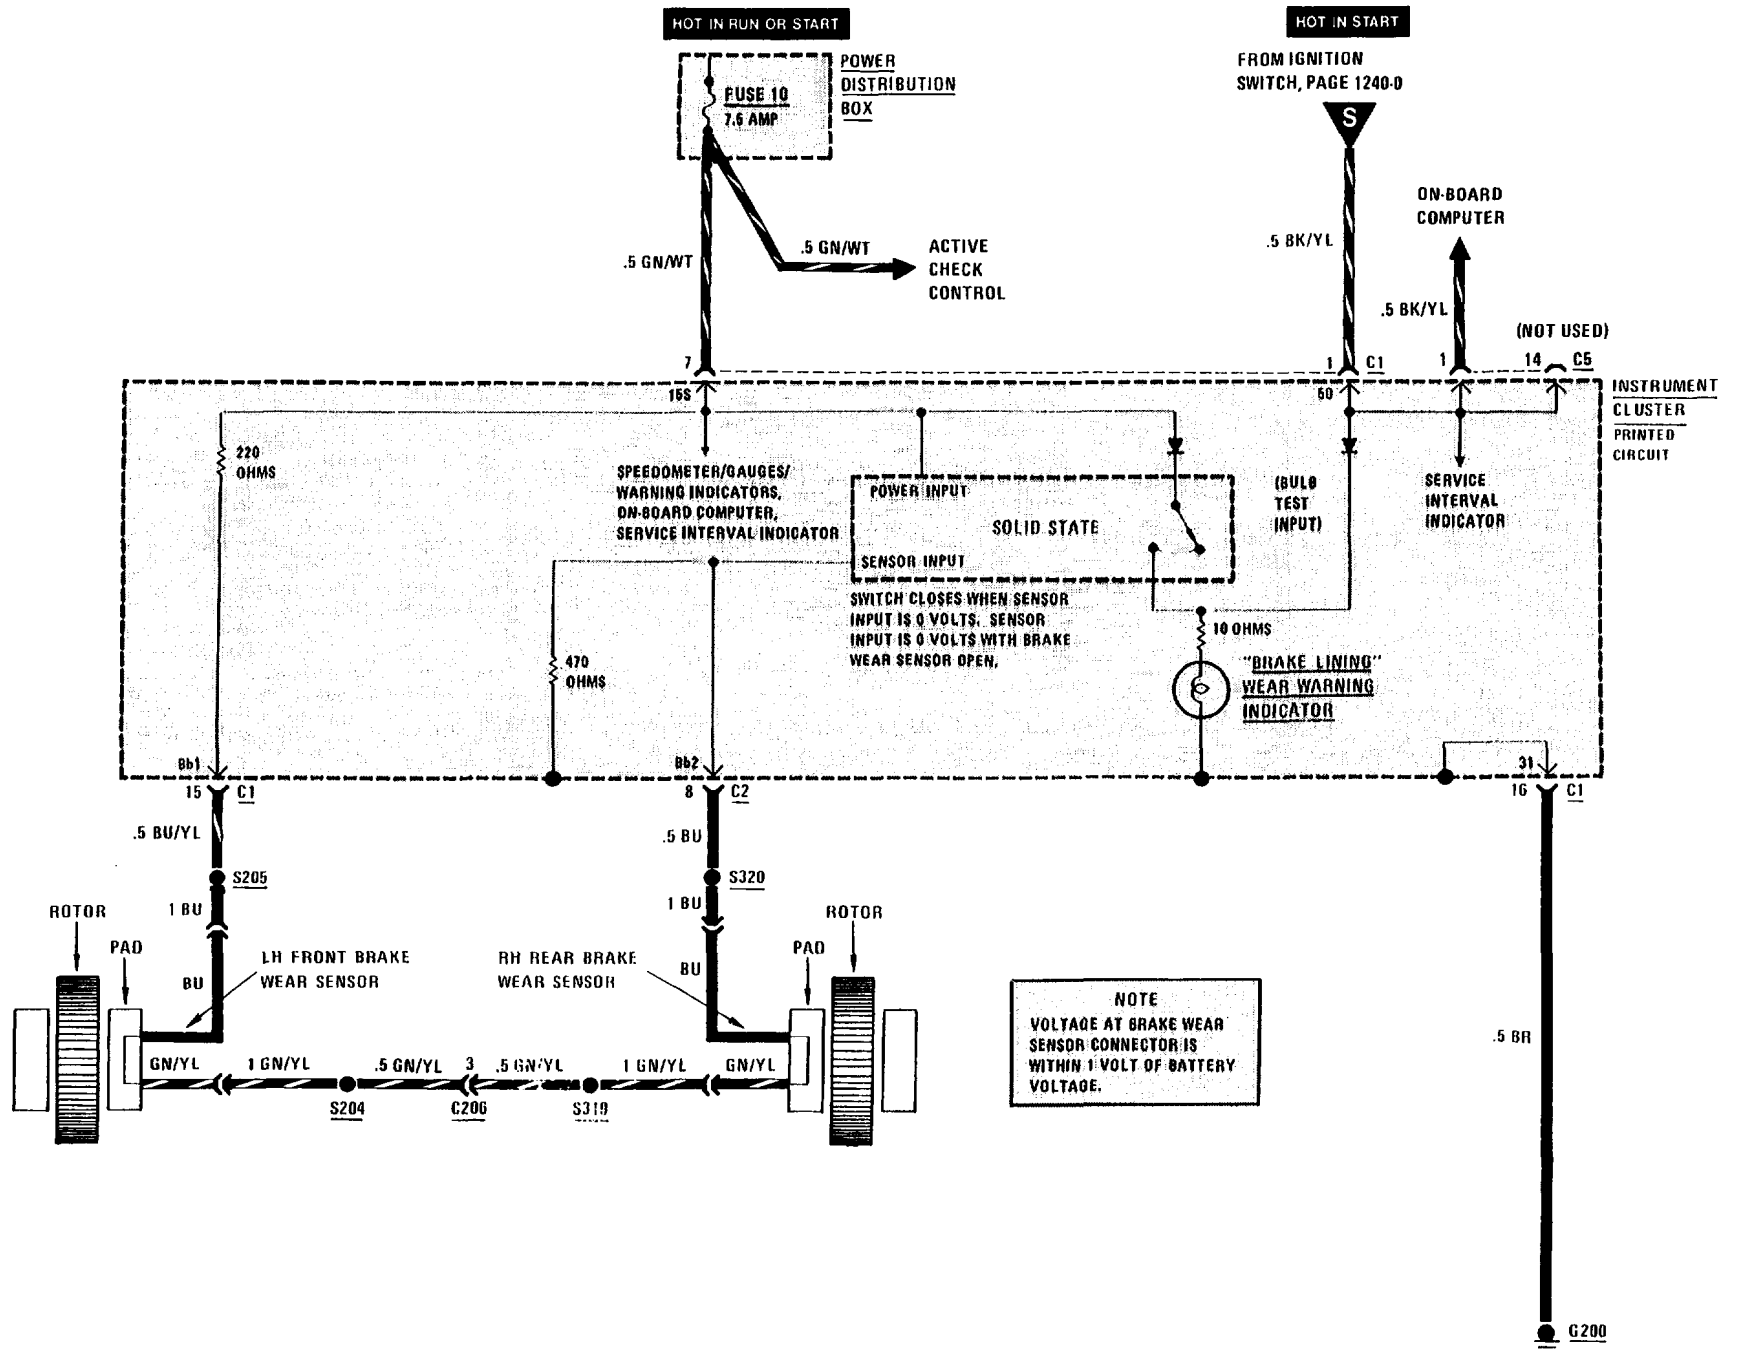 HOT IN RUN OR START
HOT IN START
POWER
DISTRIBUTION
BOX
FUSE 10
7.5 AMP
FROM IGNITION
SWITCH, PAGE 1240-0
S
ON-BOARD
COMPUTER
.5 GN/WT
.5 GN/WT
ACTIVE
CHECK
CONTROL
.5 BK/YL
.5 BK/YL
(NOT USED)
7
1
C1
1
14
C5
15S
50
INSTRUMENT
CLUSTER
PRINTED
CIRCUIT
220
OHMS
SPEEDOMETER/GAUGES/
WARNING INDICATORS,
ON-BOARD COMPUTER,
SERVICE INTERVAL INDICATOR
POWER INPUT
SOLID STATE
SENSOR INPUT
(BULB
TEST
INPUT)
SERVICE
INTERVAL
INDICATOR
SWITCH CLOSES WHEN SENSOR
INPUT IS 0 VOLTS. SENSOR
INPUT IS 0 VOLTS WITH BRAKE
WEAR SENSOR OPEN,
10 OHMS
470
OHMS
"BRAKE LINING"
WEAR WARNING
INDICATOR
Bb1
Bb2
31
15
C1
8
C2
16
C1
.5 BU/YL
.5 BU
S205
S320
1 BU
1 BU
ROTOR
PAD
LH FRONT BRAKE
WEAR SENSOR
BU
RH REAR BRAKE
WEAR SENSOR
BU
PAD
ROTOR
GN/YL
1 GN/YL
.5 GN/YL
3
.5 GN/YL
1 GN/YL
GN/YL
S204
C206
S319
NOTE
VOLTAGE AT BRAKE WEAR
SENSOR CONNECTOR IS
WITHIN 1 VOLT OF BATTERY
VOLTAGE.
.5 BR
G200